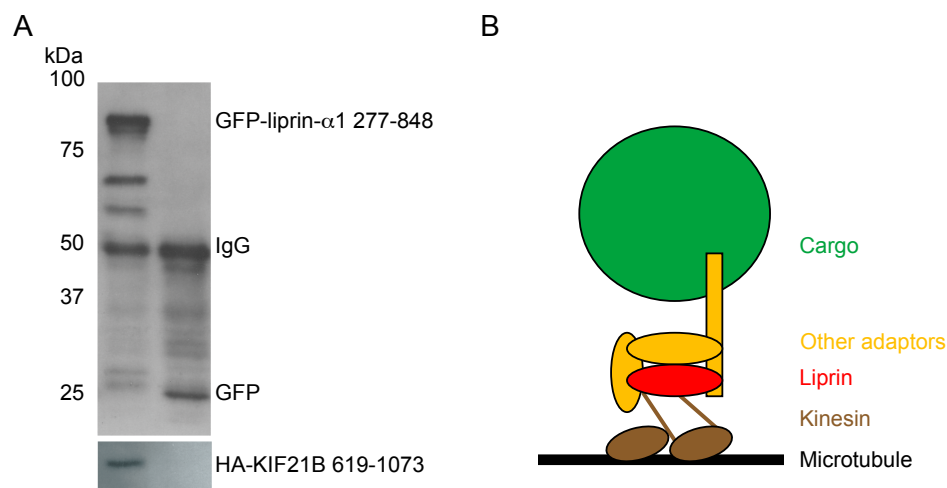 A
kDa
100
75
50
37
25
GFP-liprin-α1 277-848
IgG
GFP
HA-KIF21B 619-1073
B
Cargo
Other adaptors
Liprin
Kinesin
Microtubule